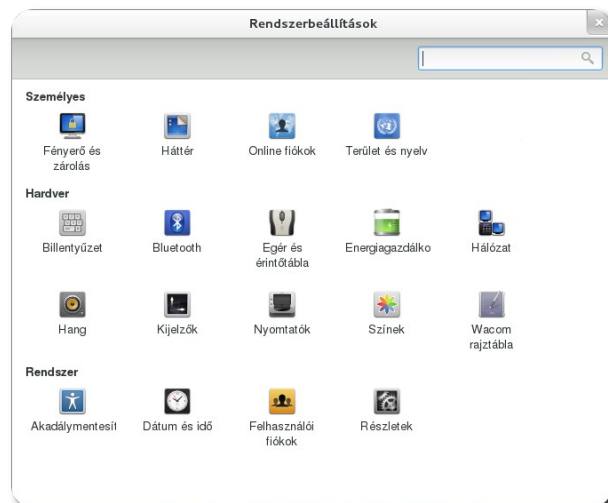 Rendszerbeállítások
Személyes
Fényerő és
zárolás
Háttér
Online fiókok
Terület és nyelv
Hardver
Billentyűzet
Bluetooth
Egér és
érintőtábla
Energiagazdálko
Hálózat
Hang
Kijelzők
Nyomtatók
Színek
Wacom
rajztábla
Rendszer
Akadálymentesít
Dátum és idő
Felhasználói
fiókok
Részletek